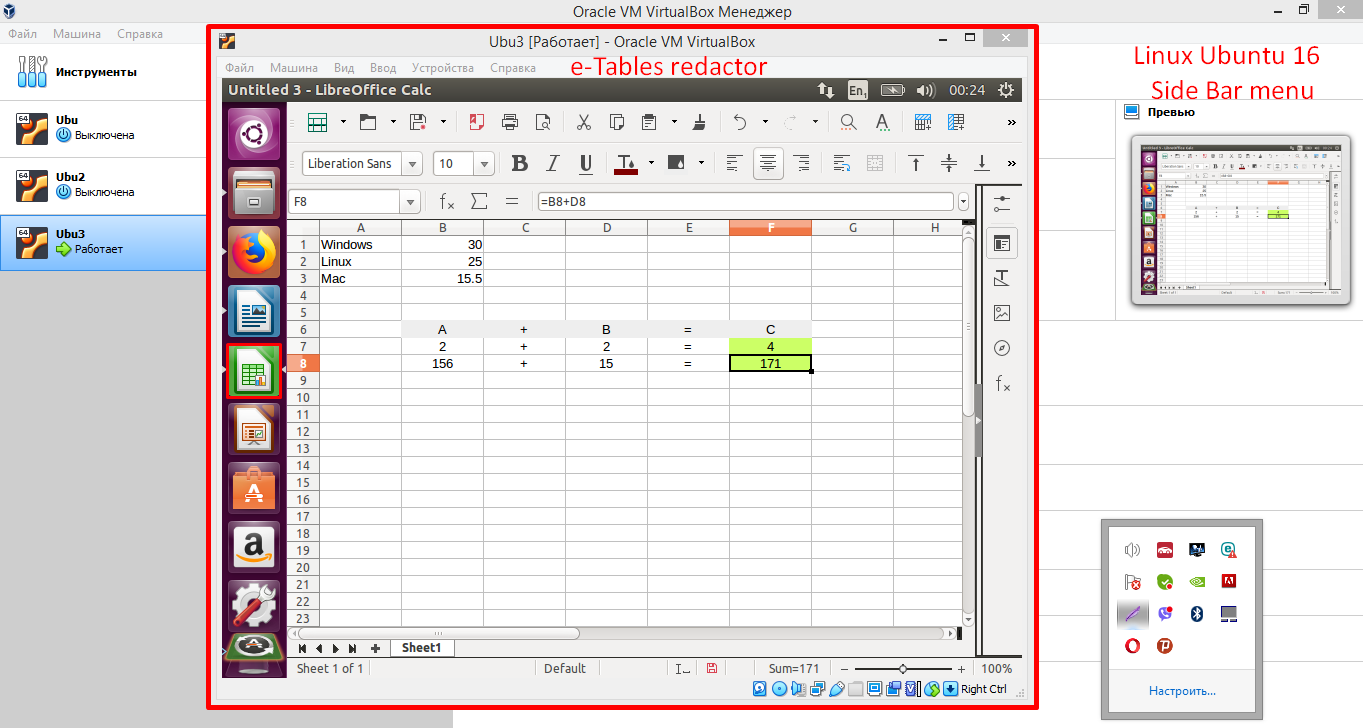 Oracle VM VirtualBox Менеджер
Файл Машина Справка
Инструменты
64 Ubu
Выключена
64 Ubu2
Выключена
64 Ubu3
Работает
Ubu3 [Работает] - Oracle VM VirtualBox
Файл Машина Вид Ввод Устройства Справка
e-Tables redactor
Linux Ubuntu 16
Side Bar menu
Превью
Untitled 3 - LibreOffice Calc En1 00:24
Liberation Sans 10 B I U
F8 =B8+D8
A B C D E F G H
1 Windows 30
2 Linux 25
3 Mac 15.5
4
5
6 A + B = C
7 2 + 2 = 4
8 156 + 15 = 171
9
10
11
12
13
14
15
16
17
18
19
20
21
22
23
Sheet1
Sheet 1 of 1 Default Sum=171 100%
Right Ctrl
Настроить...